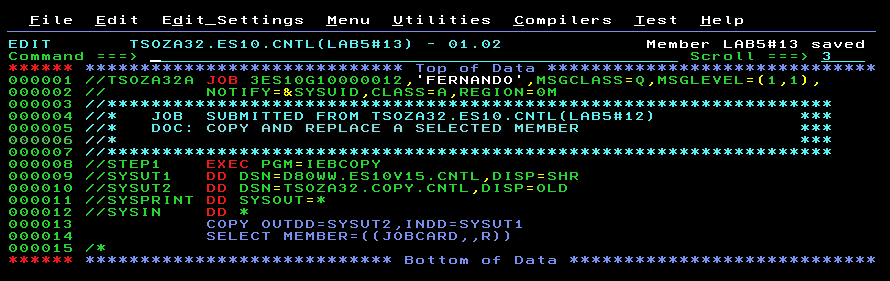 File  Edit  Edit_Settings  Menu  Utilities  Compilers  Test  Help
EDIT       TSOZA32.ES10.CNTL(LAB5#13) - 01.02                  Member LAB5#13 saved
Command ===>                                                  Scroll ===> 3
****** ***************************** Top of Data ******************************
000001 //TSOZA32A JOB 3ES10G10000012,'FERNANDO',MSGCLASS=Q,MSGLEVEL=(1,1),
000002 //         NOTIFY=&SYSUID,CLASS=A,REGION=0M
000003 //**********************************************************************
000004 //*   JOB  SUBMITTED FROM TSOZA32.ES10.CNTL(LAB5#12)                 ***
000005 //*   DOC: COPY AND REPLACE A SELECTED MEMBER                        ***
000006 //*                                                                  ***
000007 //**********************************************************************
000008 //STEP1    EXEC PGM=IEBCOPY
000009 //SYSUT1   DD DSN=D80WW.ES10V15.CNTL,DISP=SHR
000010 //SYSUT2   DD DSN=TSOZA32.COPY.CNTL,DISP=OLD
000011 //SYSPRINT DD SYSOUT=*
000012 //SYSIN    DD *
000013            COPY OUTDD=SYSUT2,INDD=SYSUT1
000014            SELECT MEMBER=((JOBCARD,,R))
000015 /*
****** **************************** Bottom of Data ****************************